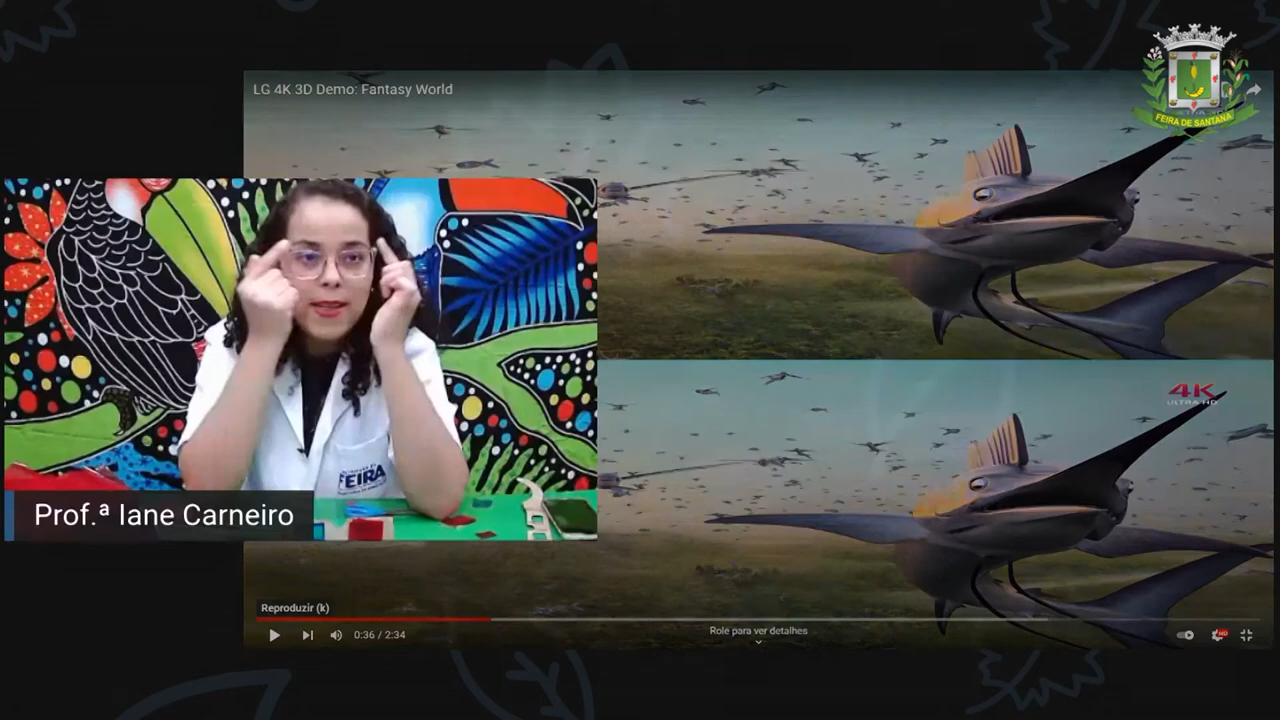 LG 4K 3D Demo: Fantasy World
FEIRA DE SANTANA
4K
ULTRA HD
FEIRA
Prof.ª Iane Carneiro
Reproduzir (k)
0:36 / 2:34
Role para ver detalhes
HD